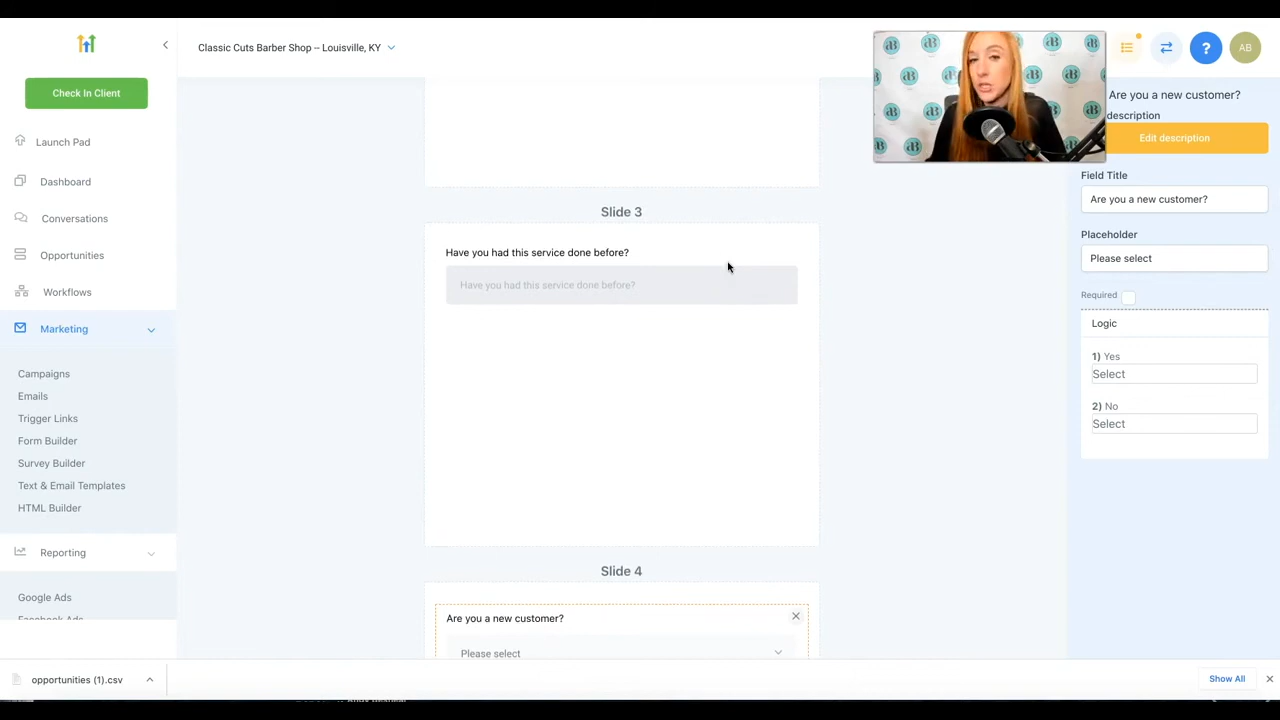 Classic Cuts Barber Shop -- Louisville, KY
?
AB
Check In Client
Launch Pad
Dashboard
Conversations
Opportunities
Workflows
Marketing
Campaigns
Emails
Trigger Links
Form Builder
Survey Builder
Text & Email Templates
HTML Builder
Reporting
Google Ads
Facebook Ads
Slide 3
Have you had this service done before?
Have you had this service done before?
Slide 4
Are you a new customer?
Please select
Are you a new customer?
description
Edit description
Field Title
Are you a new customer?
Placeholder
Please select
Required
Logic
1) Yes
Select
2) No
Select
opportunities (1).csv
Show All